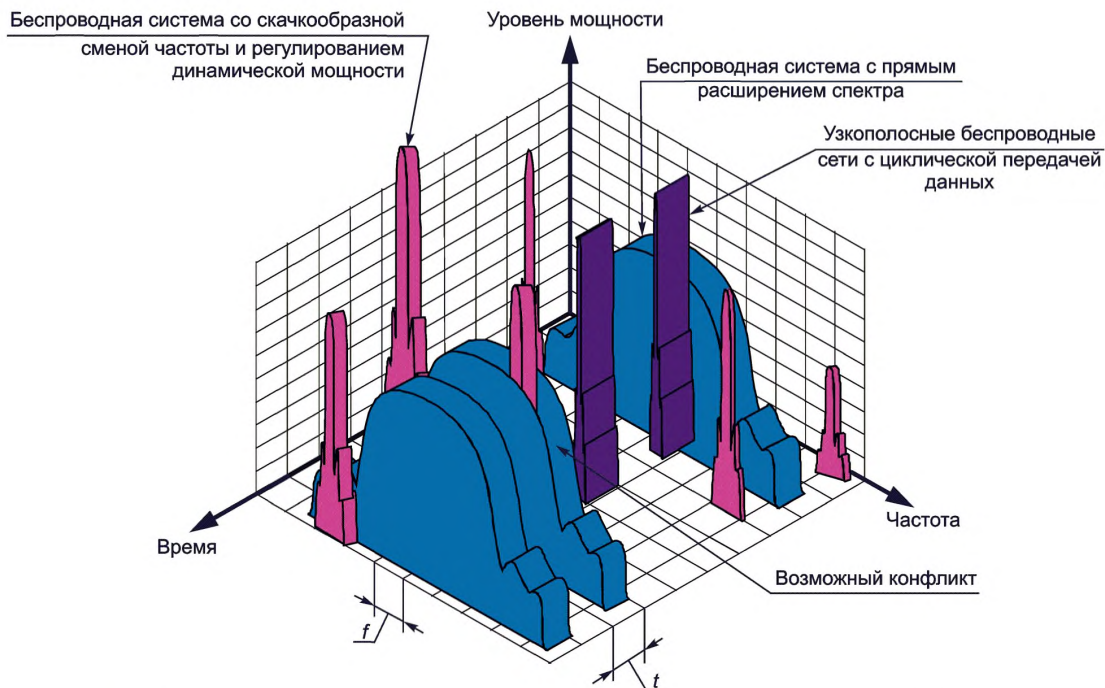 Беспроводная система со скачкообразной
сменой частоты и регулированием
динамической мощности
Уровень мощности
Беспроводная система с прямым
расширением спектра
Узкополосные беспроводные
сети с циклической передачей
данных
Время
Частота
Возможный конфликт
f
t